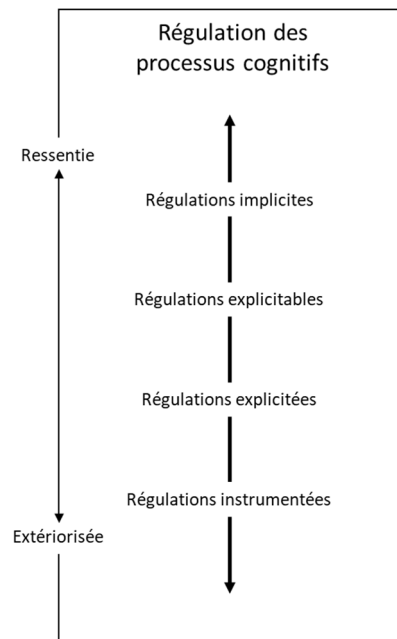 Régulation des
processus cognitifs
Ressentie
Régulations implicites
Régulations explicitables
Régulations explicitées
Régulations instrumentées
Extériorisée